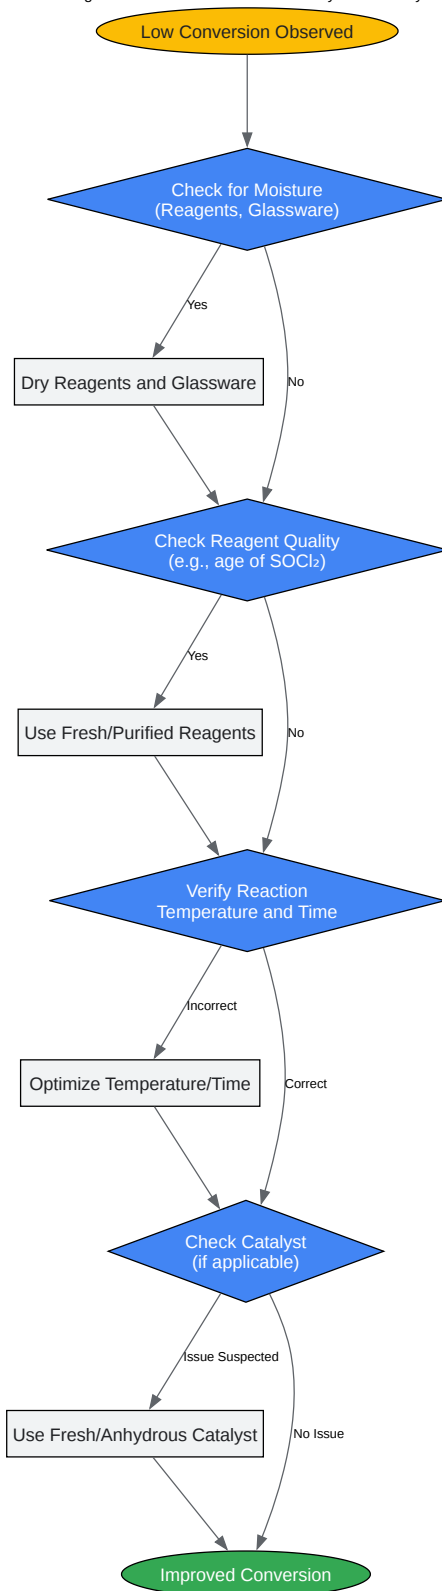 Low Conversion Observed
Check for Moisture
(Reagents, Glassware)
Yes
Dry Reagents and Glassware
No
Check Reagent Quality
(e.g., age of SOCl₂)
Yes
Use Fresh/Purified Reagents
No
Verify Reaction
Temperature and Time
Incorrect
Optimize Temperature/Time
Correct
Check Catalyst
(if applicable)
Issue Suspected
Use Fresh/Anhydrous Catalyst
No Issue
Improved Conversion